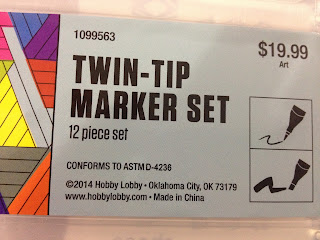 1099563
$19.99
Art
TWIN-TIP
MARKER SET
12 piece set
CONFORMS TO ASTM D-4236
©2014 Hobby Lobby • Oklahoma City, OK 73179
www.hobbylobby.com • Made in China